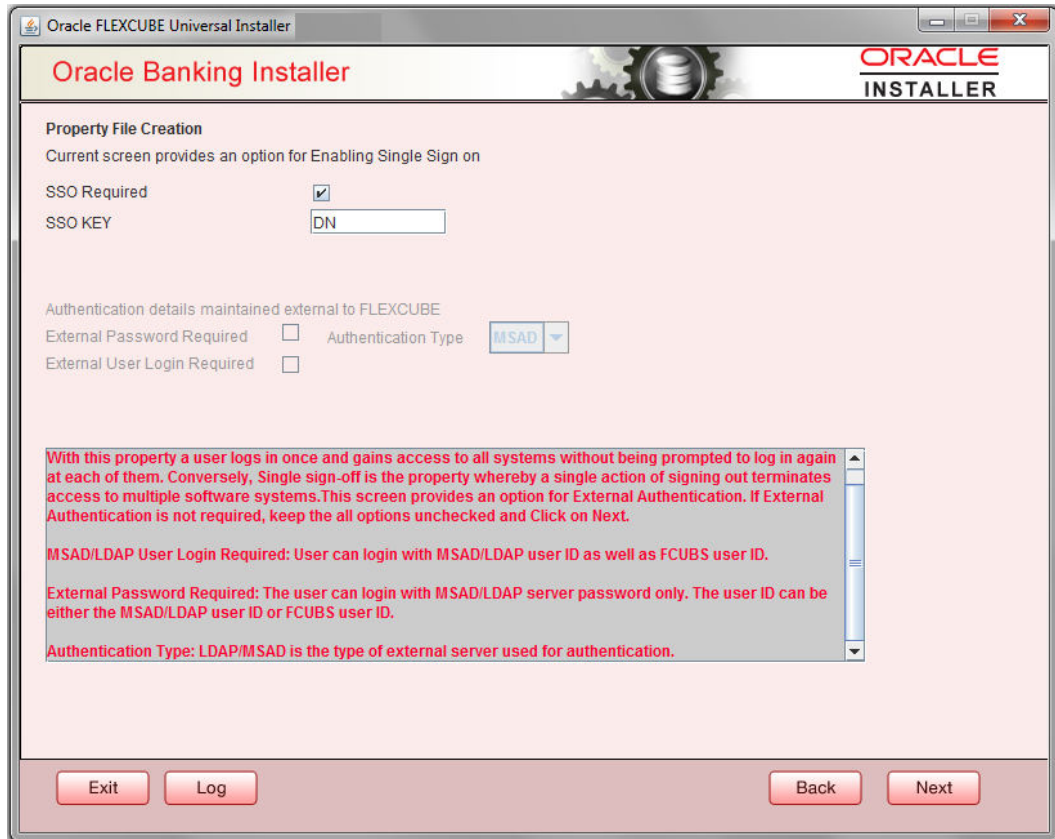 Oracle FLEXCUBE Universal Installer
Oracle Banking Installer
ORACLE
INSTALLER
Property File Creation
Current screen provides an option for Enabling Single Sign on
SSO Required
SSO KEY DN
Authentication details maintained external to FLEXCUBE
External Password Required Authentication Type MSAD
External User Login Required
With this property a user logs in once and gains access to all systems without being prompted to log in again
at each of them. Conversely, Single sign-off is the property whereby a single action of signing out terminates
access to multiple software systems.This screen provides an option for External Authentication. If External
Authentication is not required, keep the all options unchecked and Click on Next.
MSAD/LDAP User Login Required: User can login with MSAD/LDAP user ID as well as FCUBS user ID.
External Password Required: The user can login with MSAD/LDAP server password only. The user ID can be
either the MSAD/LDAP user ID or FCUBS user ID.
Authentication Type: LDAP/MSAD is the type of external server used for authentication.
Exit Log Back Next